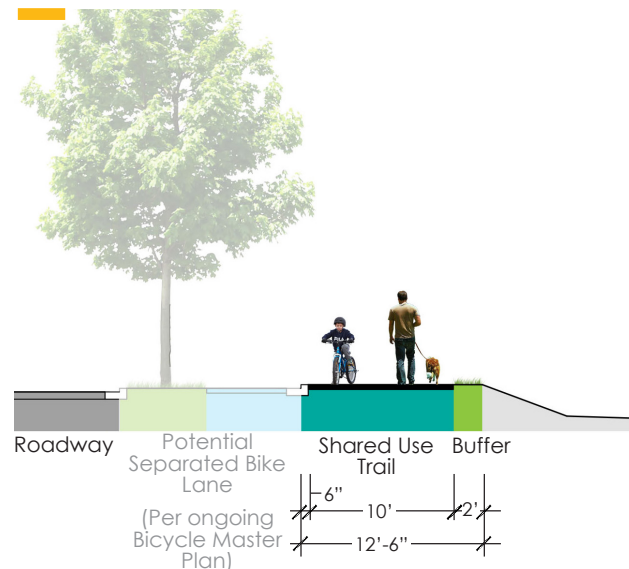 Roadway
Potential
Separated Bike
Lane
(Per ongoing
Bicycle Master
Plan)
Shared Use
Trail
Buffer
6”
10’
2’
12’-6”